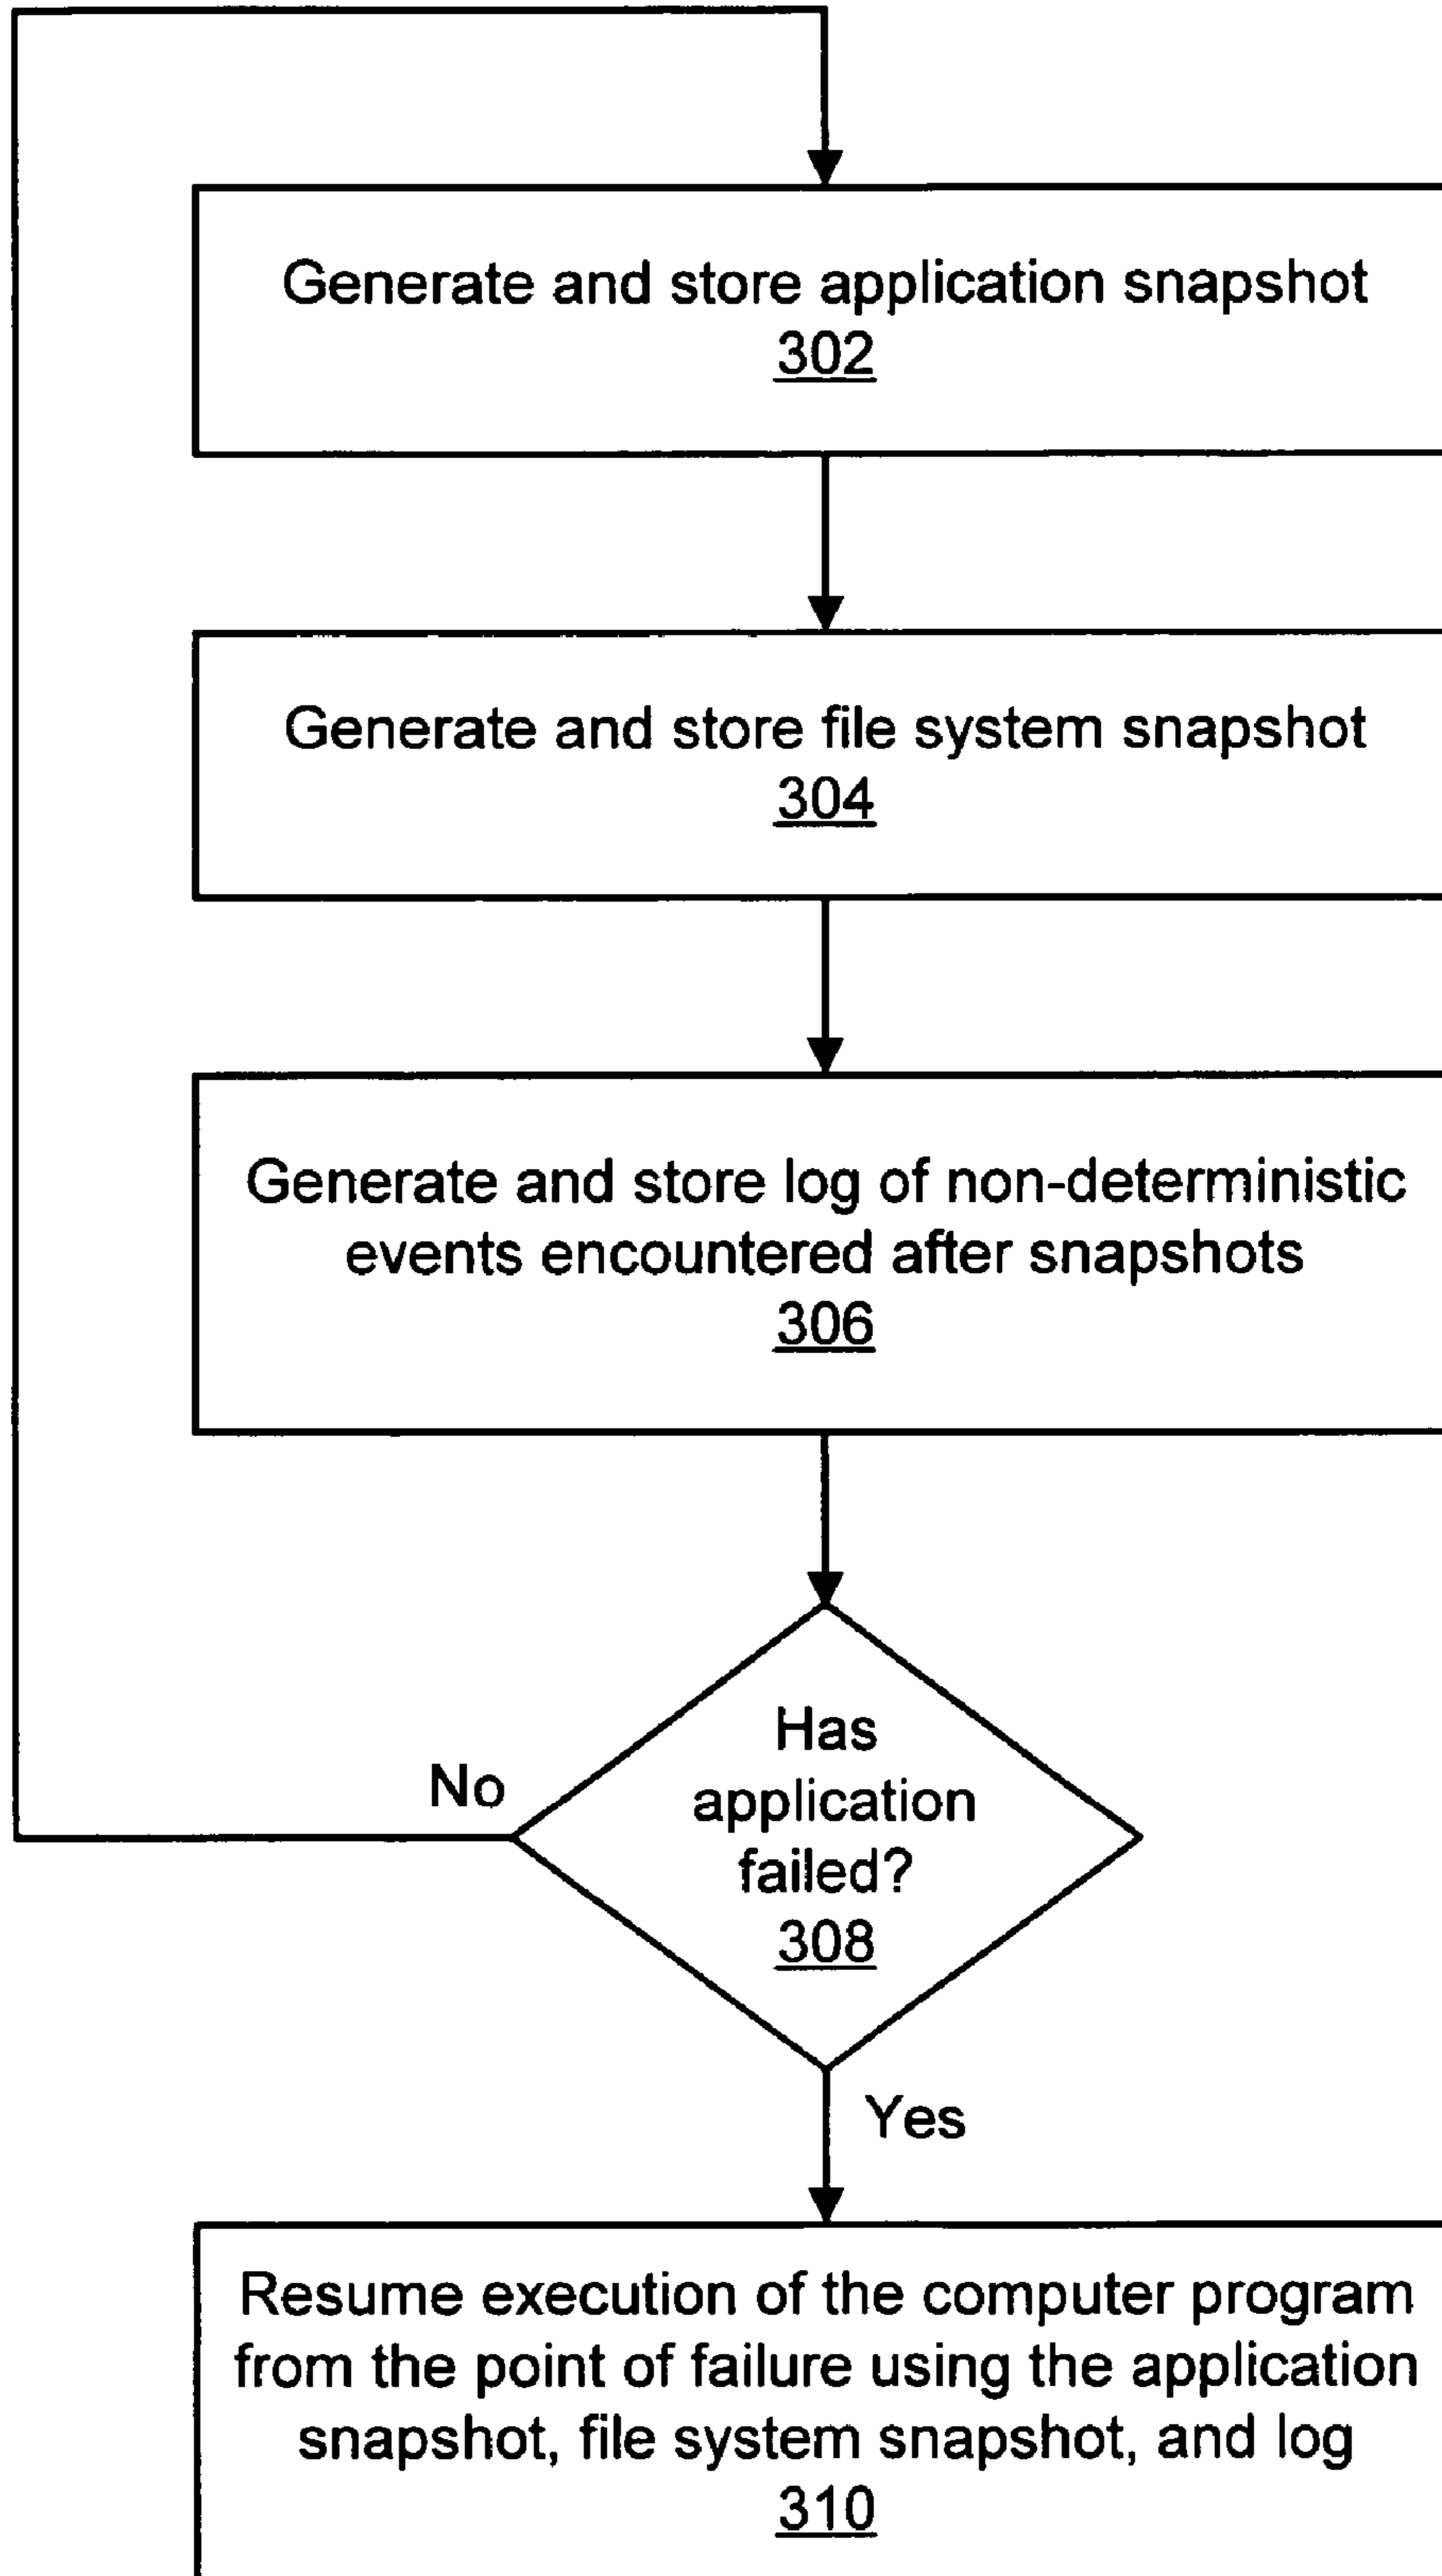 Generate and store application snapshot
302
Generate and store file system snapshot
304
Generate and store log of non-deterministic
events encountered after snapshots
306
Has
application
failed?
308
No
Yes
Resume execution of the computer program
from the point of failure using the application
snapshot, file system snapshot, and log
310